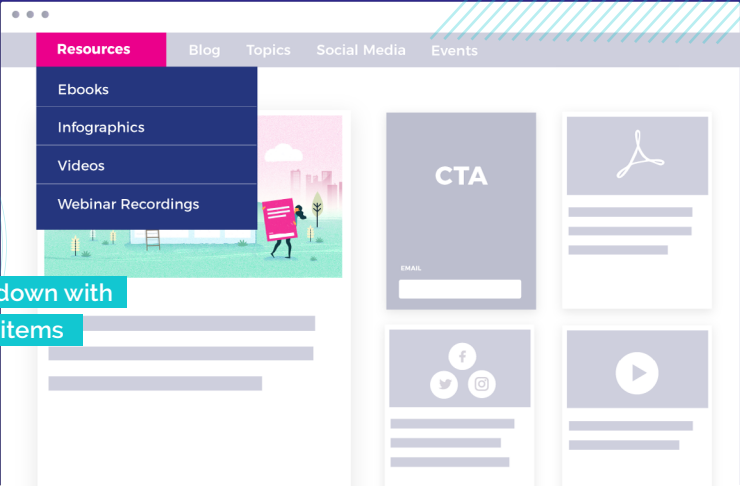 Resources Blog Topics Social Media Events
Ebooks
Infographics
Videos
Webinar Recordings
CTA
EMAIL
down with
items